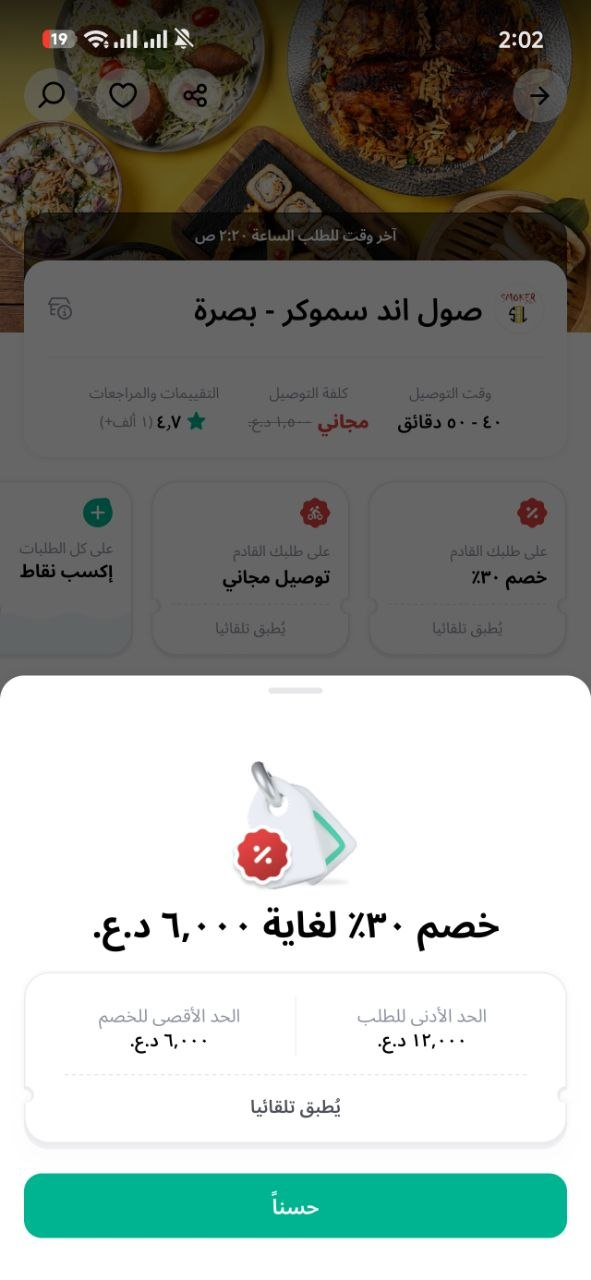 19
2:02
آخر وقت للطلب الساعة ٢:٢٠ ص
SMOKER
صول اند سموكر - بصرة
وقت التوصيل
٤٠ - ٥٠ دقائق
كلفة التوصيل
مجاني ١,٥٠٠ د.ع.
التقييمات والمراجعات
٤,٧ (١ ألف+)
على طلبك القادم
خصم ٣٠٪
يُطبق تلقائيا
على طلبك القادم
توصيل مجاني
يُطبق تلقائيا
على كل الطلبات
إكسب نقاط
خصم ٣٠٪ لغاية ٦,٠٠٠ د.ع.
الحد الأدنى للطلب
١٢,٠٠٠ د.ع.
الحد الأقصى للخصم
٦,٠٠٠ د.ع.
يُطبق تلقائيا
حسناً